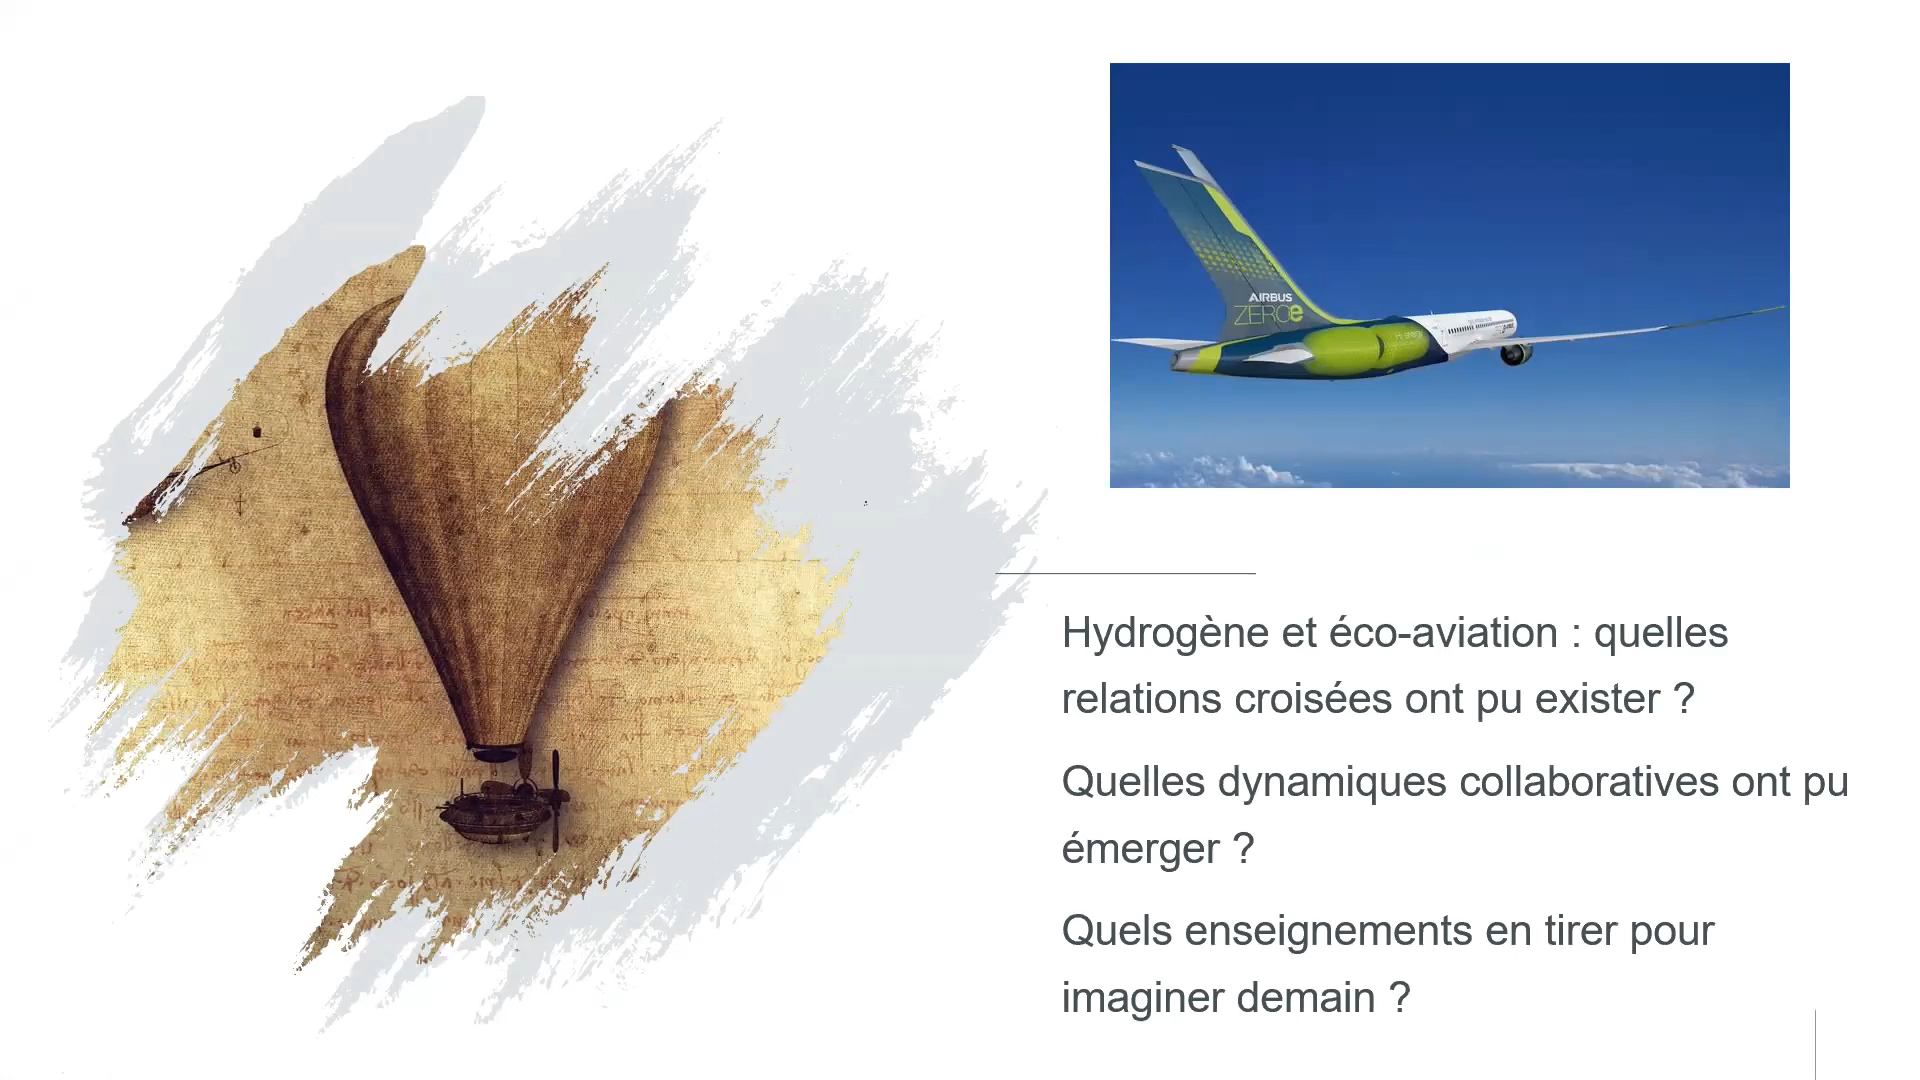 AIRBUS
ZEROe
Hydrogène et éco-aviation : quelles
relations croisées ont pu exister ?
Quelles dynamiques collaboratives ont pu
émerger ?
Quels enseignements en tirer pour
imaginer demain ?